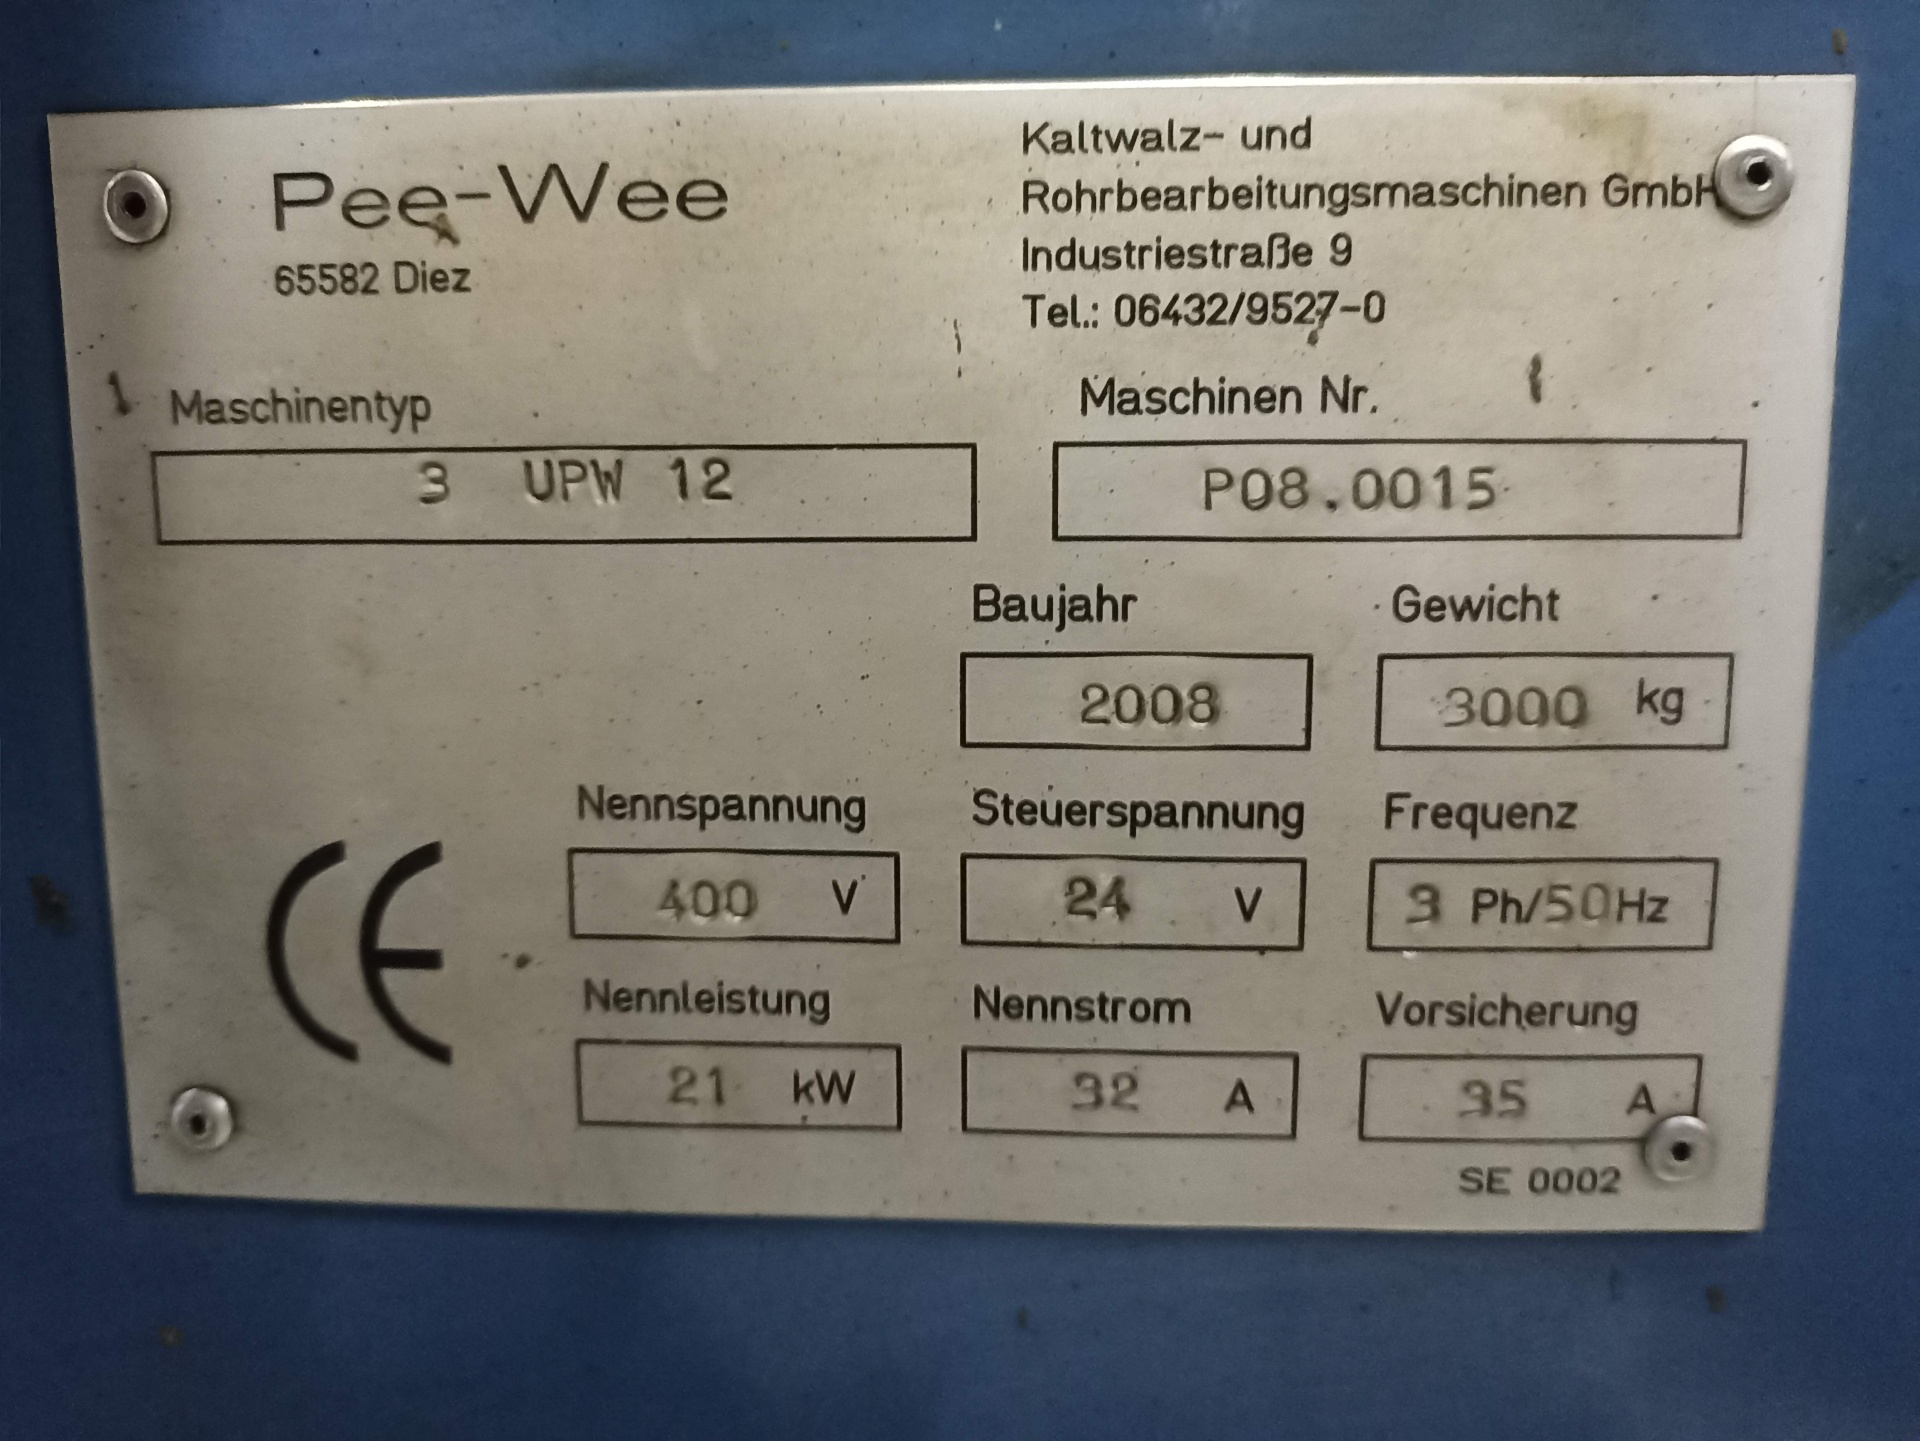 Pee-Wee
65582 Diez
Kaltwalz- und
Rohrbearbeitungsmaschinen GmbH
Industriestraße 9
Tel.: 06432/9527-0
Maschinentyp
3 UPW 12
Maschinen Nr.
P08.0015
Baujahr
2008
Gewicht
3000 kg
Nennspannung
400 V
Steuerspannung
24 V
Frequenz
3 Ph/50Hz
CE
Nennleistung
21 kW
Nennstrom
32 A
Vorsicherung
35 A
SE 0002